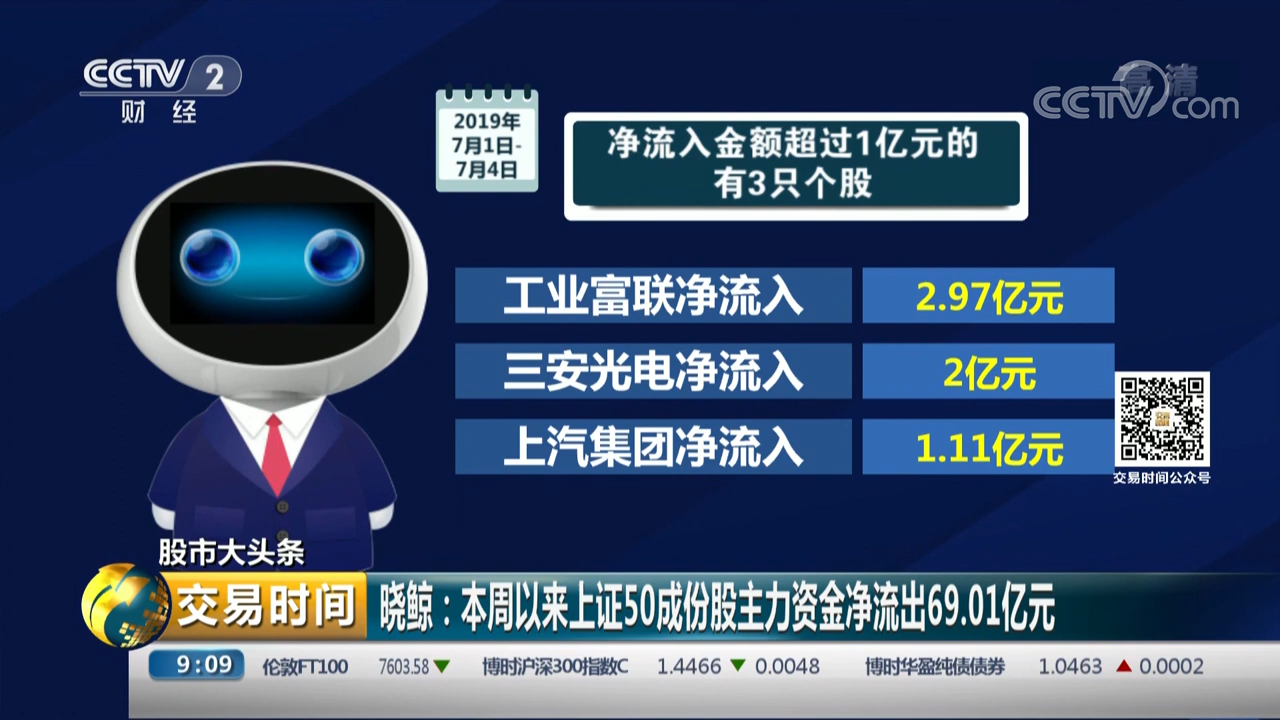 CCTV 2
财 经
高清
CCTV.com
2019年
7月1日-
7月4日
净流入金额超过1亿元的
有3只个股
工业富联净流入
2.97亿元
三安光电净流入
2亿元
上汽集团净流入
1.11亿元
交易时间公众号
股市大头条
交易时间
晓鲸：本周以来上证50成份股主力资金净流出69.01亿元
9:09 伦敦FT100 7603.58▼ 博时沪深300指数C 1.4466 ▼ 0.0048 博时华盈纯债债券 1.0463 ▲ 0.0002